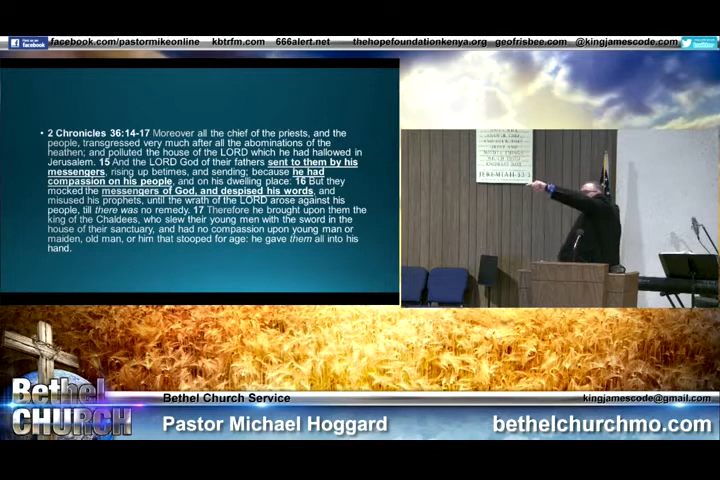 facebook.com/pastormikeonline kbtrfm.com 666alert.net thehopefoundationkenya.org geofrisbee.com @kingjamescode.com
facebook
• 2 Chronicles 36:14-17 Moreover all the chief of the priests, and the
people, transgressed very much after all the abominations of the
heathen; and polluted the house of the LORD which he had hallowed in
Jerusalem. 15 And the LORD God of their fathers sent to them by his
messengers, rising up betimes, and sending; because he had
compassion on his people, and on his dwelling place: 16 But they
mocked the messengers of God, and despised his words, and
misused his prophets, until the wrath of the LORD arose against his
people, till there was no remedy. 17 Therefore he brought upon them the
king of the Chaldees, who slew their young men with the sword in the
house of their sanctuary, and had no compassion upon young man or
maiden, old man, or him that stooped for age: he gave them all into his
hand.
MIGHTY THINGS
JEREMIAH 33:3
Bethel
CHURCH
Bethel Church Service
kingjamescode@gmail.com
Pastor Michael Hoggard
bethelchurchmo.com